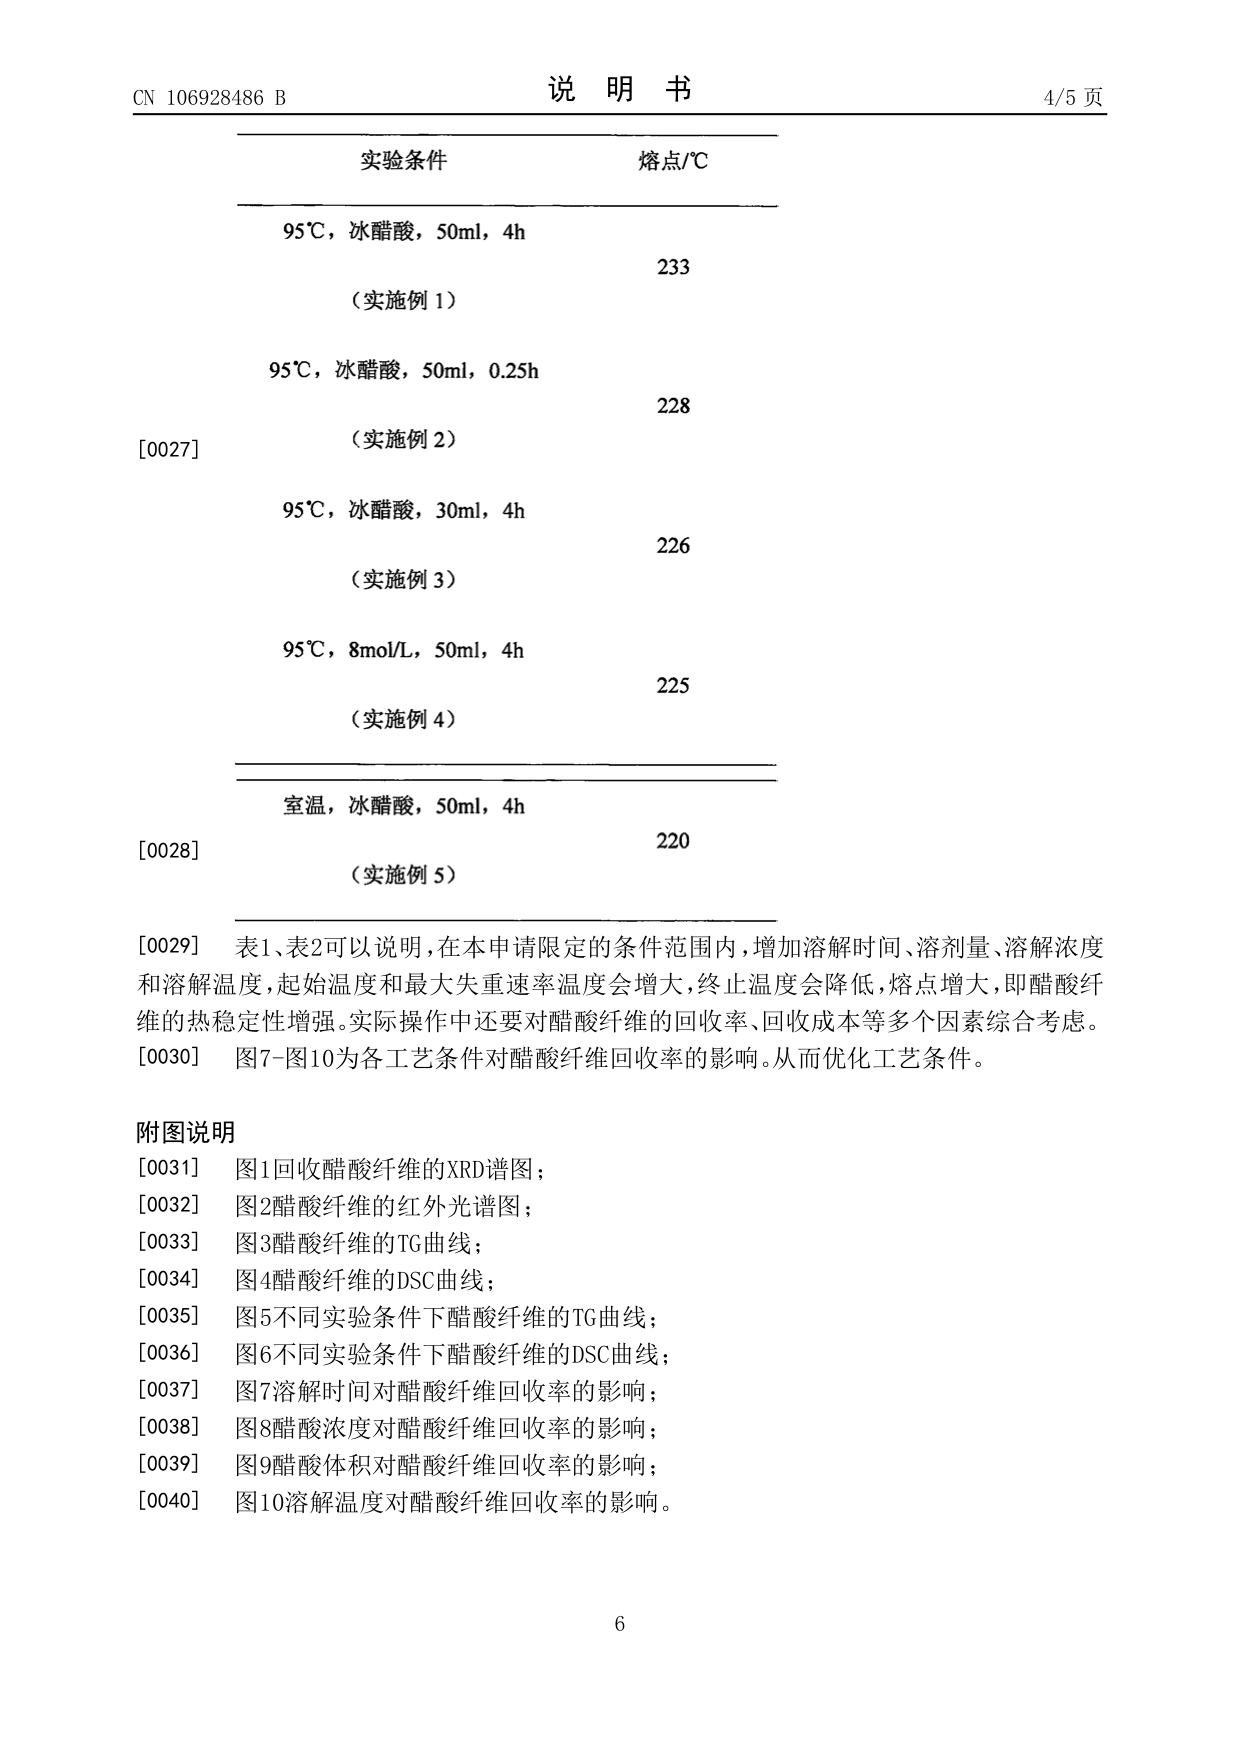 CN 106928486 B
说 明 书
4/5 页
实验条件 熔点/℃
95℃，冰醋酸，50ml，4h
233
（实施例 1）
95℃，冰醋酸，50ml，0.25h
228
[0027]
（实施例 2）
95℃，冰醋酸，30ml，4h
226
（实施例 3）
95℃，8mol/L，50ml，4h
225
（实施例 4）
室温，冰醋酸，50ml，4h
220
[0028]
（实施例 5）
[0029] 表1、表2可以说明，在本申请限定的条件范围内，增加溶解时间、溶剂量、溶解浓度
和溶解温度，起始温度和最大失重速率温度会增大，终止温度会降低，熔点增大，即醋酸纤
维的热稳定性增强。实际操作中还要对醋酸纤维的回收率、回收成本等多个因素综合考虑。
[0030] 图7-图10为各工艺条件对醋酸纤维回收率的影响。从而优化工艺条件。
附图说明
[0031] 图1回收醋酸纤维的XRD谱图；
[0032] 图2醋酸纤维的红外光谱图；
[0033] 图3醋酸纤维的TG曲线；
[0034] 图4醋酸纤维的DSC曲线；
[0035] 图5不同实验条件下醋酸纤维的TG曲线；
[0036] 图6不同实验条件下醋酸纤维的DSC曲线；
[0037] 图7溶解时间对醋酸纤维回收率的影响；
[0038] 图8醋酸浓度对醋酸纤维回收率的影响；
[0039] 图9醋酸体积对醋酸纤维回收率的影响；
[0040] 图10溶解温度对醋酸纤维回收率的影响。
6